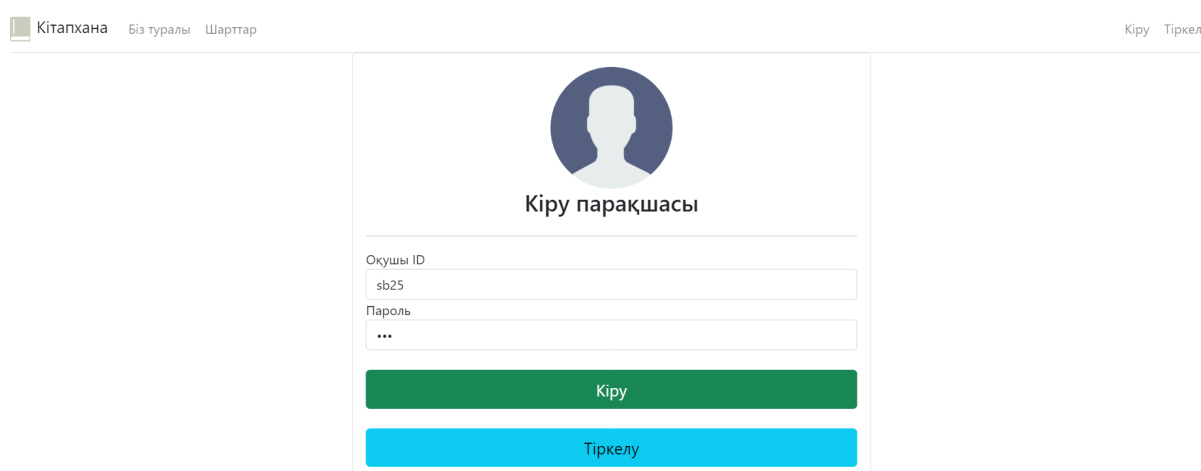 Кітапхана Біз туралы Шарттар Кіру Тіркел
Кіру парақшасы
Оқушы ID
sb25
Пароль
•••
Кіру
Тіркелу